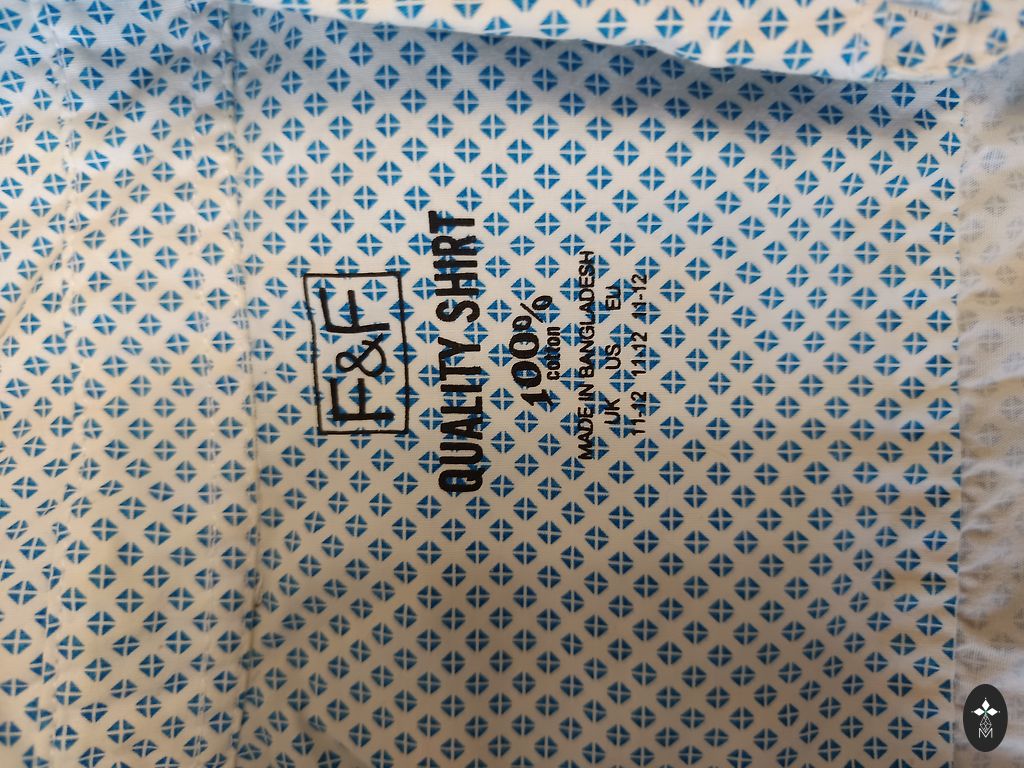 F&F
QUALITY SHIRT
100%
cotton
MADE IN BANGLADESH
UK US EU
11-12 11-12 11-12